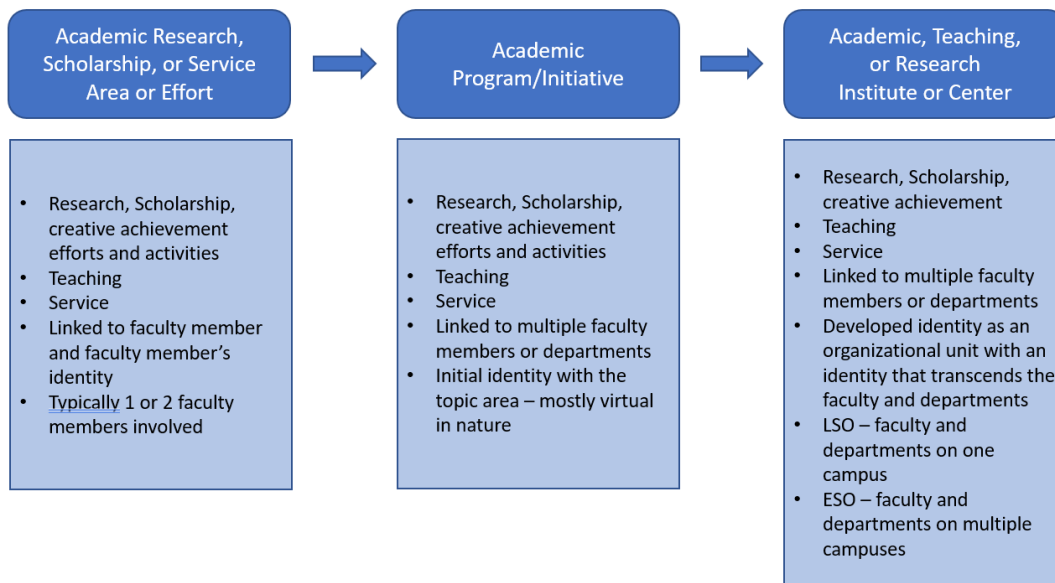 Academic Research,
Scholarship, or Service
Area or Effort
Academic
Program/Initiative
Academic, Teaching,
or Research
Institute or Center
• Research, Scholarship,
creative achievement
efforts and activities
• Teaching
• Service
• Linked to faculty member
and faculty member’s
identity
• Typically 1 or 2 faculty
members involved
• Research, Scholarship,
creative achievement
efforts and activities
• Teaching
• Service
• Linked to multiple faculty
members or departments
• Initial identity with the
topic area – mostly virtual
in nature
• Research, Scholarship,
creative achievement
• Teaching
• Service
• Linked to multiple faculty
members or departments
• Developed identity as an
organizational unit with an
identity that transcends the
faculty and departments
• LSO – faculty and
departments on one
campus
• ESO – faculty and
departments on multiple
campuses